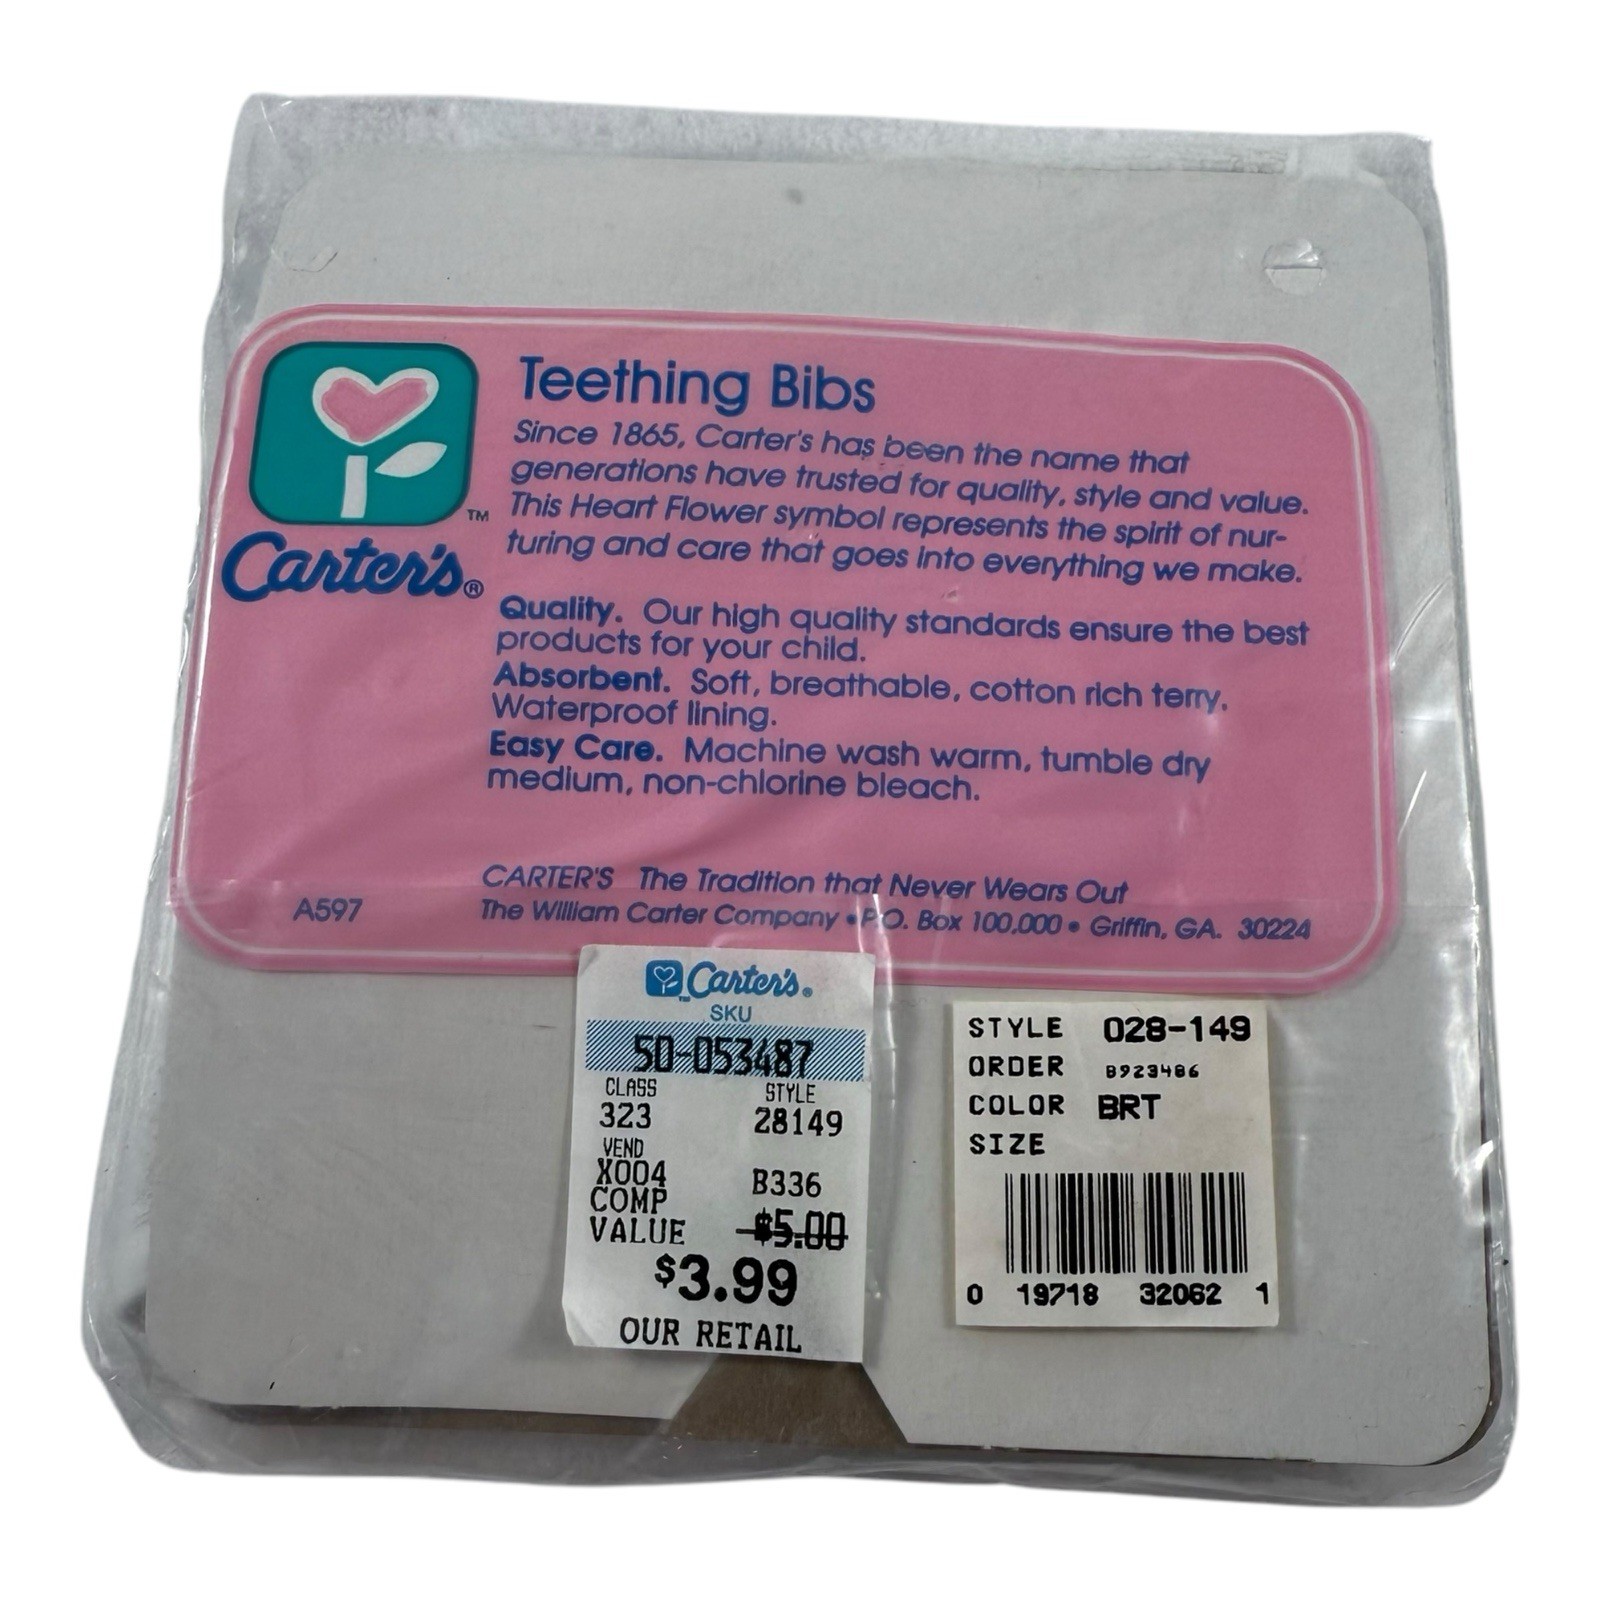 Teething Bibs
Since 1865, Carter's has been the name that
generations have trusted for quality, style and value.
This Heart Flower symbol represents the spirit of nur-
turing and care that goes into everything we make.
TM
Carter's®
Quality. Our high quality standards ensure the best
products for your child.
Absorbent. Soft, breathable, cotton rich terry.
Waterproof lining.
Easy Care. Machine wash warm, tumble dry
medium, non-chlorine bleach.
CARTER'S The Tradition that Never Wears Out
A597
The William Carter Company • P.O. Box 100,000 • Griffin, GA. 30224
TM Carter's®
SKU
50-053487
CLASS STYLE
323 28149
VEND
X004 B336
COMP
VALUE $5.00
$3.99
OUR RETAIL
STYLE 028-149
ORDER B923486
COLOR BRT
SIZE
0 19718 32062 1